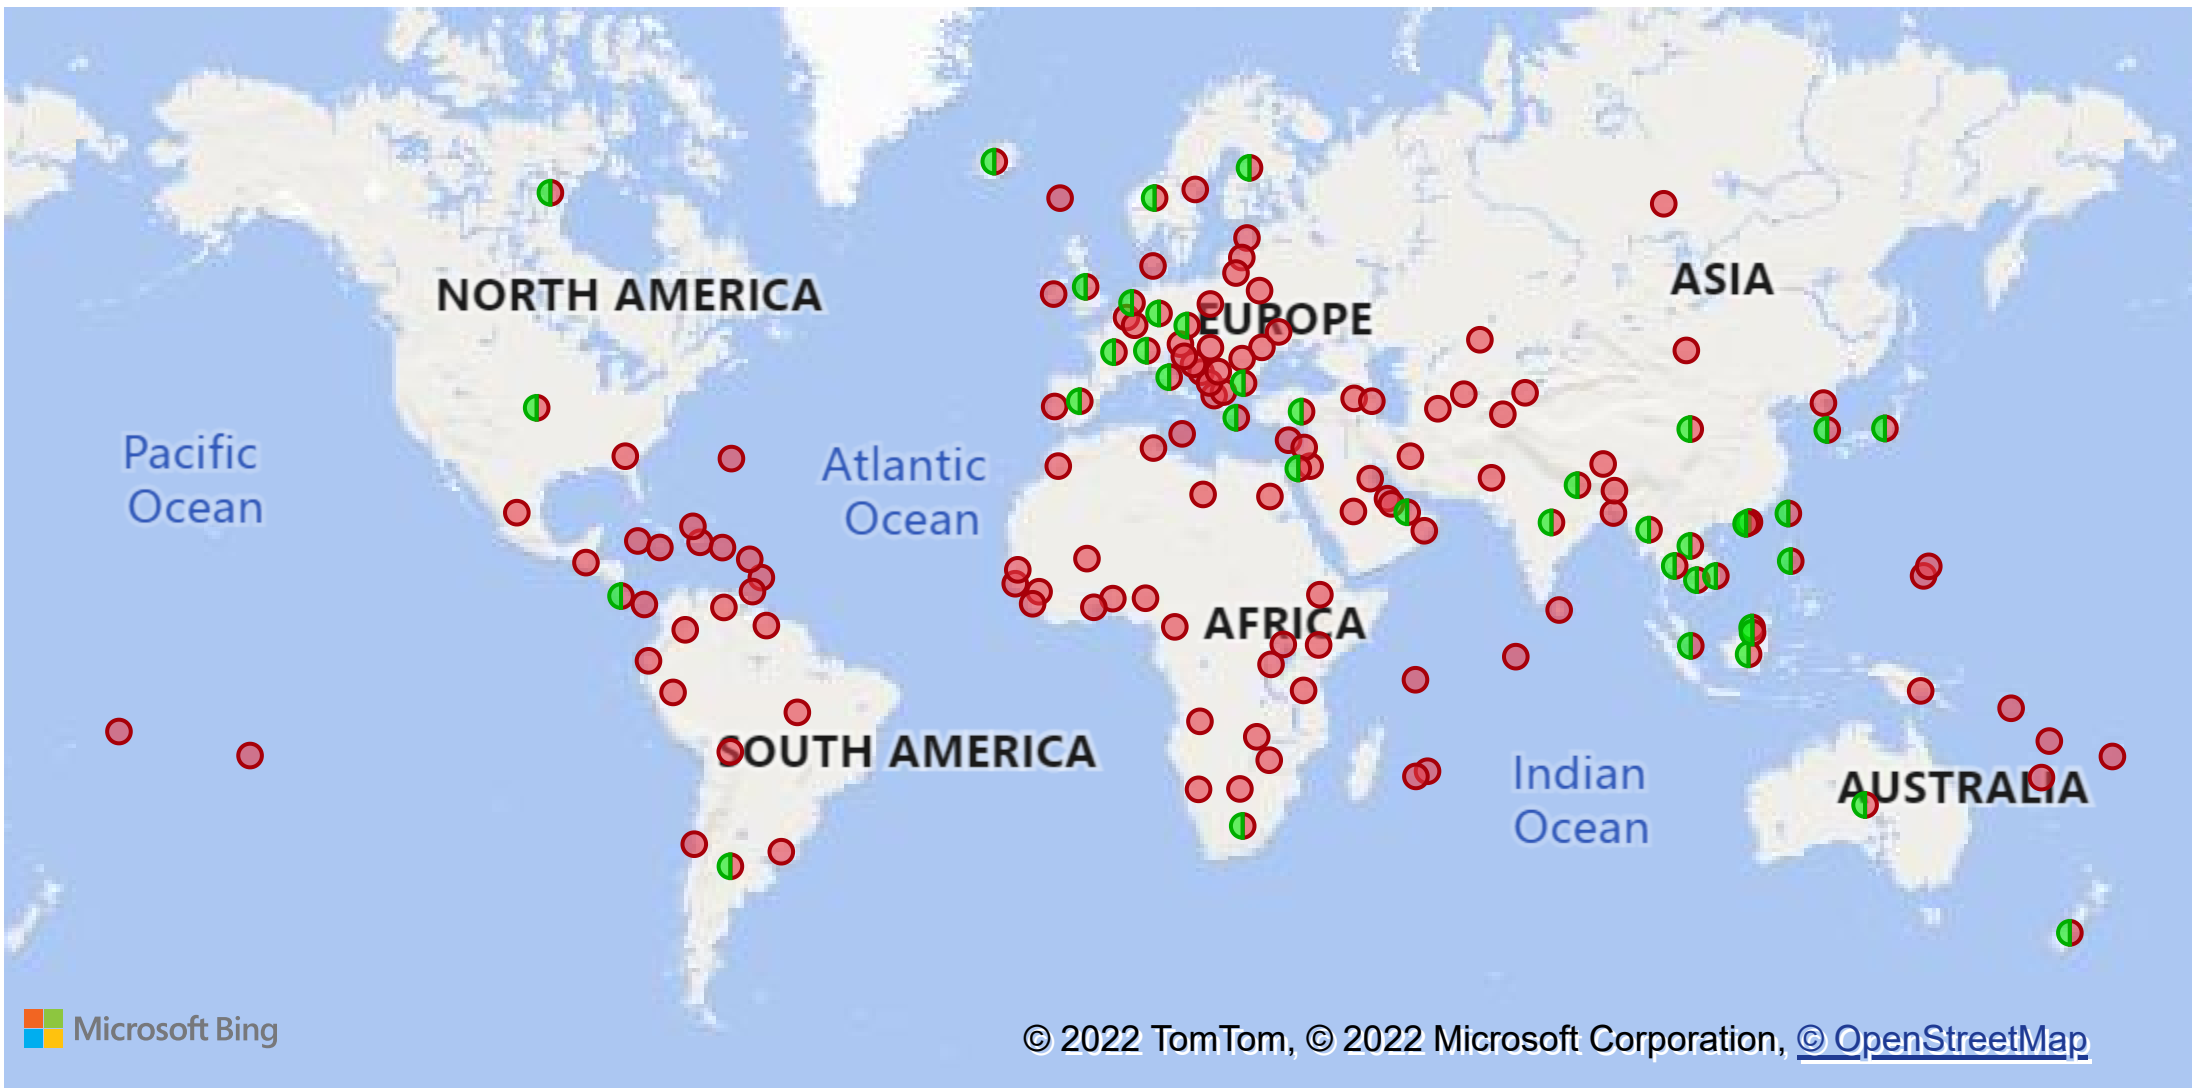 ASIA
NORTH AMERICA
EUROPE
Pacific
Ocean
Atlantic
Ocean
AFRICA
SOUTH AMERICA
Indian
Ocean
AUSTRALIA
Microsoft Bing
© 2022 TomTom, © 2022 Microsoft Corporation, © OpenStreetMap